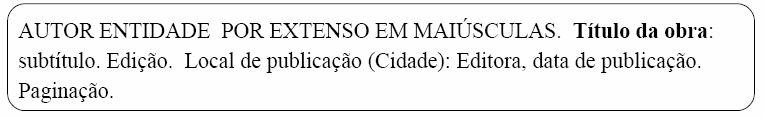 AUTOR ENTIDADE  POR EXTENSO EM MAIÚSCULAS.  Título da obra:
subtítulo. Edição.  Local de publicação (Cidade): Editora, data de publicação.
Paginação.